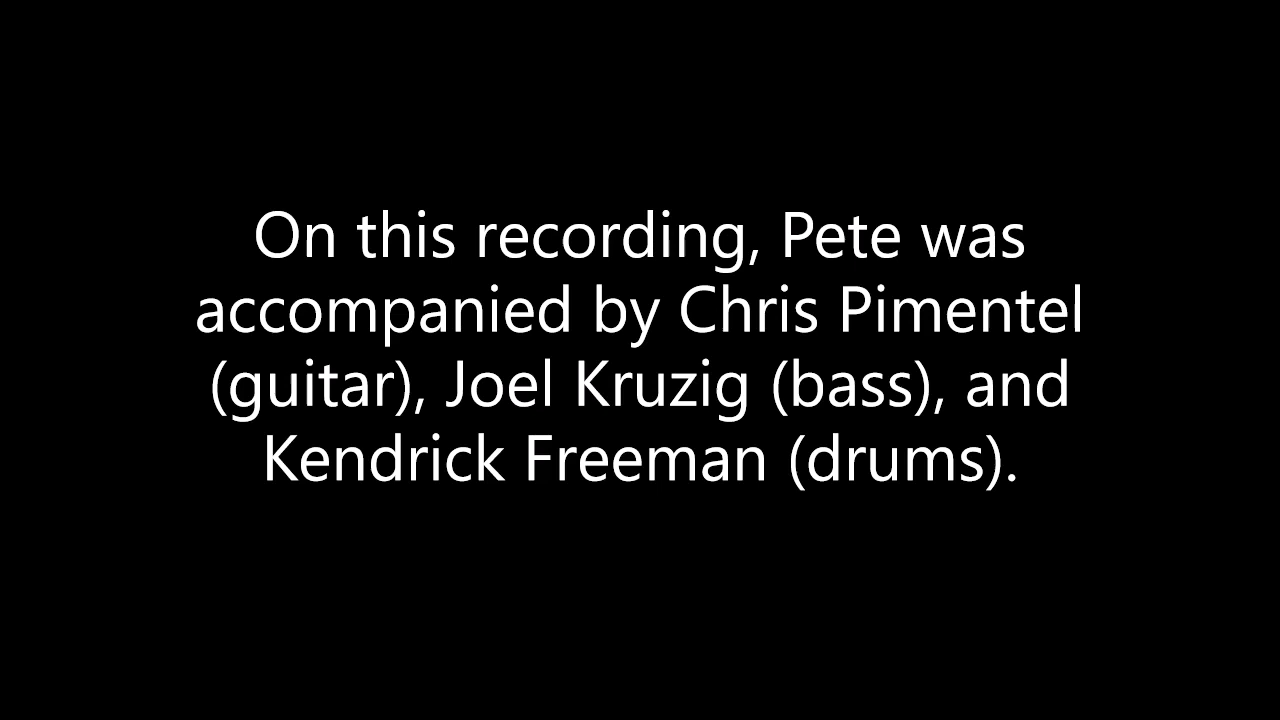 On this recording, Pete was
accompanied by Chris Pimentel
(guitar), Joel Kruzig (bass), and
Kendrick Freeman (drums).